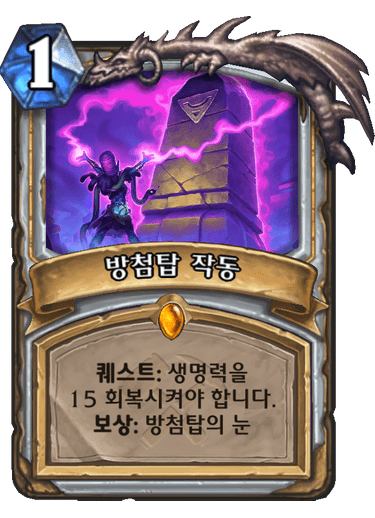 1
방첨탑 작동
퀘스트: 생명력을
15 회복시켜야 합니다.
보상: 방첨탑의 눈